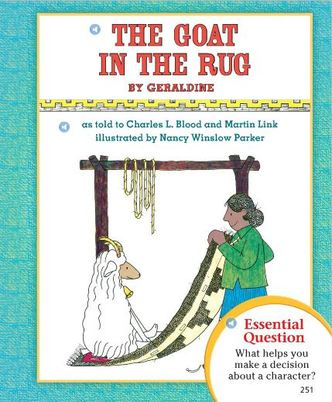 THE GOAT
IN THE RUG
BY GERALDINE
as told to Charles L. Blood and Martin Link
illustrated by Nancy Winslow Parker
Essential
Question
What helps you
make a decision
about a character?
251